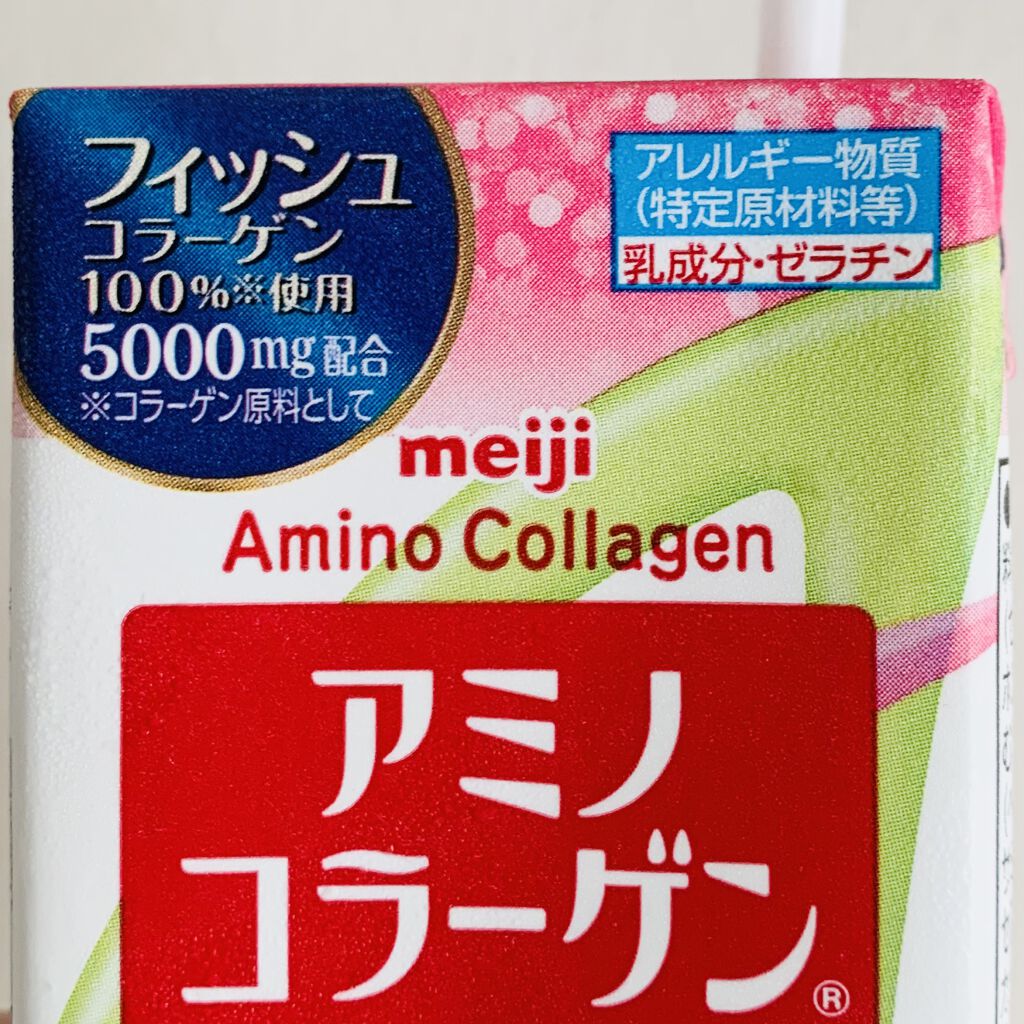 フィッシュ
コラーゲン
100%※使用
5000mg配合
※コラーゲン原料として
アレルギー物質
(特定原材料等)
乳成分・ゼラチン
meiji
Amino Collagen
アミノ
コラーゲン®